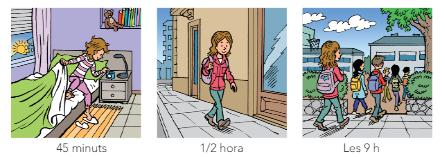 45 minuts
1/2 hora
Les 9 h